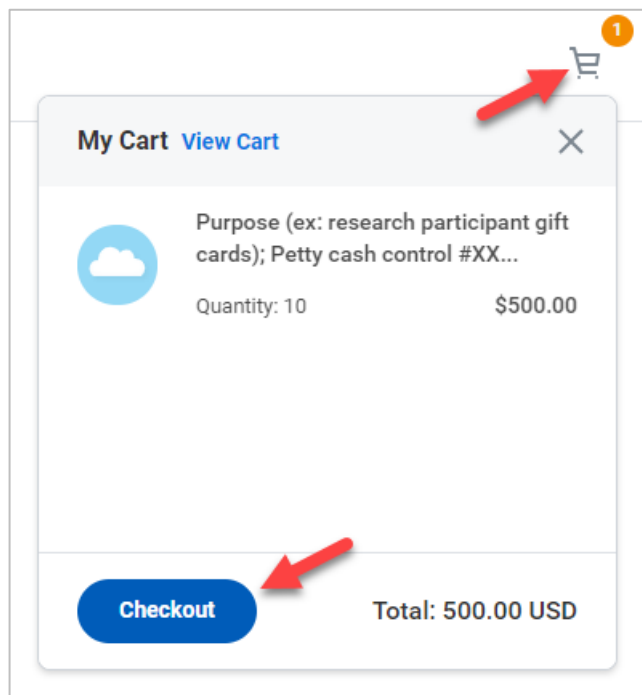 1
My Cart View Cart
Purpose (ex: research participant gift
cards); Petty cash control #XX...
Quantity: 10 $500.00
Checkout Total: 500.00 USD